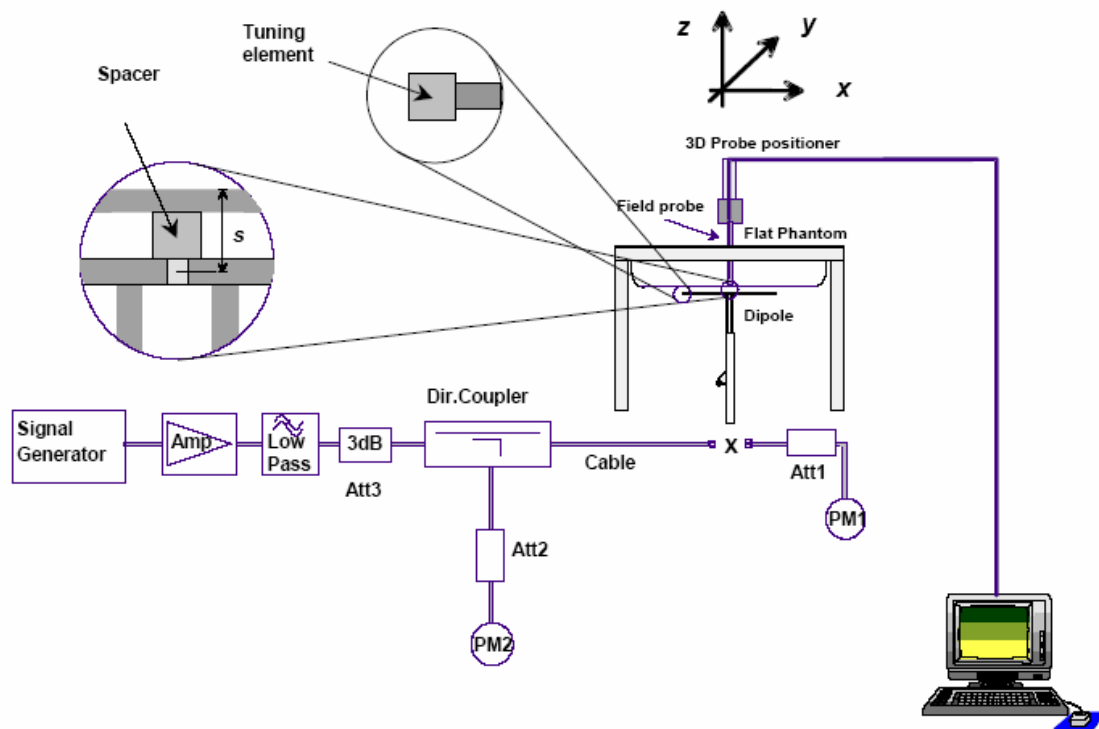 Tuning
element
Spacer
s
z
y
x
3D Probe positioner
Field probe
Flat Phantom
Dipole
Dir.Coupler
Signal
Generator
Amp
Low
Pass
3dB
Att3
Cable
X
Att1
PM1
Att2
PM2